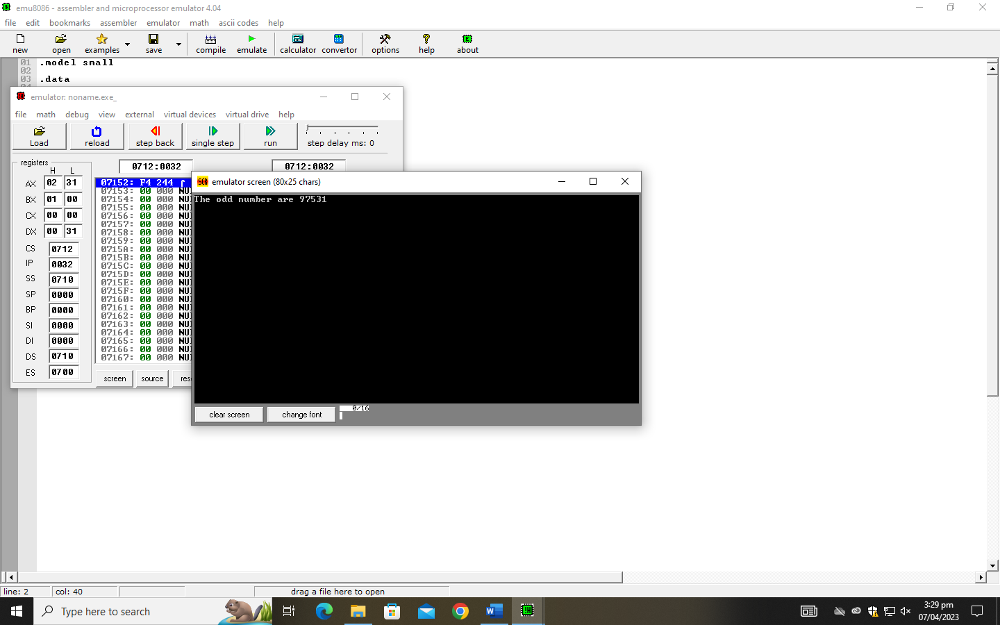 emu8086 - assembler and microprocessor emulator 4.04
file edit bookmarks assembler emulator math ascii codes help
new open examples save compile emulate calculator convertor options help about
01 .model small
02
03 .data
emulator: noname.exe_
file math debug view external virtual devices virtual drive help
Load reload step back single step run step delay ms: 0
registers
H L
0712:0032 0712:0032
AX 02 31
BX 01 00
CX 00 00
DX 00 31
CS 0712
IP 0032
SS 0710
SP 0000
BP 0000
SI 0000
DI 0000
DS 0710
ES 0700
07152: F4 244
07153: 00 000 NU
07154: 00 000 NU
07155: 00 000 NU
07156: 00 000 NU
07157: 00 000 NU
07158: 00 000 NU
07159: 00 000 NU
0715A: 00 000 NU
0715B: 00 000 NU
0715C: 00 000 NU
0715D: 00 000 NU
0715E: 00 000 NU
0715F: 00 000 NU
07160: 00 000 NU
07161: 00 000 NU
07162: 00 000 NU
07163: 00 000 NU
07164: 00 000 NU
07165: 00 000 NU
07166: 00 000 NU
07167: 00 000 NU
screen source res
emulator screen (80x25 chars)
The odd number are 97531
clear screen change font 0/16
line: 2 col: 40 drag a file here to open
Type here to search
3:29 pm
07/04/2023